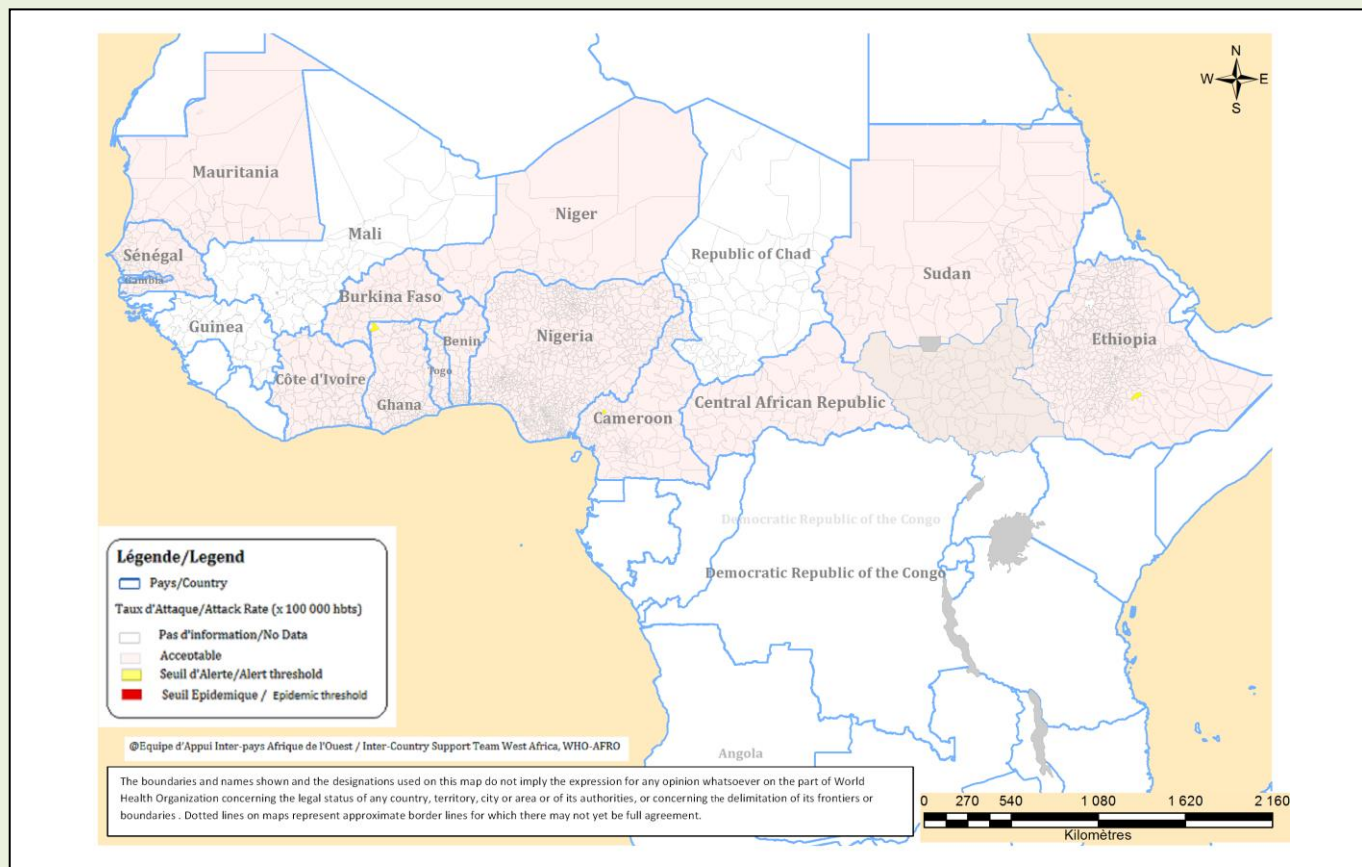 N
W E
S
Mauritania
Niger
Mali
Sénégal
Gambia
Republic of Chad
Sudan
Burkina Faso
Guinea
Nigeria
Benin
Ethiopia
Togo
Côte d'Ivoire
Ghana
Cameroon
Central African Republic
Democratic Republic of the Congo
Democratic Republic of the Congo
Angola
Légende/Legend
Pays/Country
Taux d'Attaque/Attack Rate (x 100 000 hbts)
Pas d'information/No Data
Acceptable
Seuil d'Alerte/Alert threshold
Seuil Epidemique / Epidemic threshold
@Equipe d'Appui Inter-pays Afrique de l'Ouest / Inter-Country Support Team West Africa, WHO-AFRO
The boundaries and names shown and the designations used on this map do not imply the expression for any opinion whatsoever on the part of World
Health Organization concerning the legal status of any country, territory, city or area or of its authorities, or concerning the delimitation of its frontiers or
boundaries . Dotted lines on maps represent approximate border lines for which there may not yet be full agreement.
0 270 540 1 080 1 620 2 160
Kilomètres